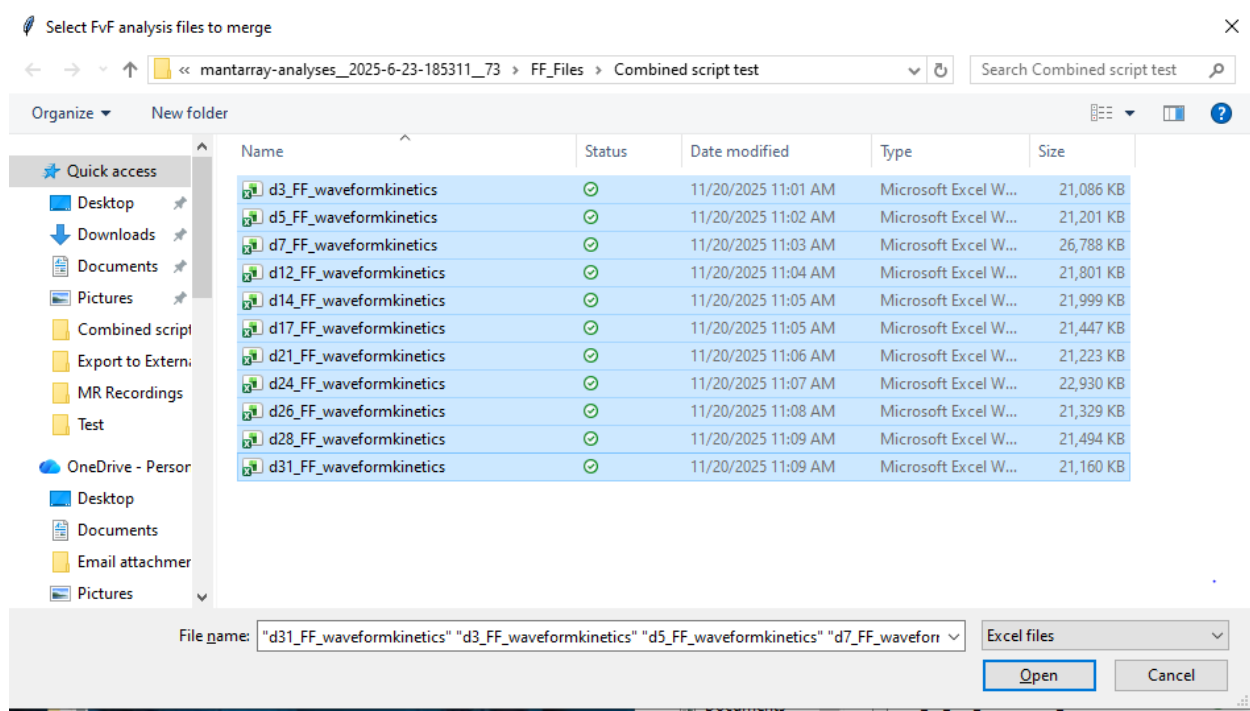 Select FvF analysis files to merge
« mantarray-analyses__2025-6-23-185311__73 > FF_Files > Combined script test
Search Combined script test
Organize
New folder
Name Status Date modified Type Size
Quick access
Desktop
Downloads
Documents
Pictures
Combined script
Export to Externa
MR Recordings
Test
OneDrive - Person
Desktop
Documents
Email attachmen
Pictures
d3_FF_waveformkinetics 11/20/2025 11:01 AM Microsoft Excel W... 21,086 KB
d5_FF_waveformkinetics 11/20/2025 11:02 AM Microsoft Excel W... 21,201 KB
d7_FF_waveformkinetics 11/20/2025 11:03 AM Microsoft Excel W... 26,788 KB
d12_FF_waveformkinetics 11/20/2025 11:04 AM Microsoft Excel W... 21,801 KB
d14_FF_waveformkinetics 11/20/2025 11:05 AM Microsoft Excel W... 21,999 KB
d17_FF_waveformkinetics 11/20/2025 11:05 AM Microsoft Excel W... 21,447 KB
d21_FF_waveformkinetics 11/20/2025 11:06 AM Microsoft Excel W... 21,223 KB
d24_FF_waveformkinetics 11/20/2025 11:07 AM Microsoft Excel W... 22,930 KB
d26_FF_waveformkinetics 11/20/2025 11:08 AM Microsoft Excel W... 21,329 KB
d28_FF_waveformkinetics 11/20/2025 11:09 AM Microsoft Excel W... 21,494 KB
d31_FF_waveformkinetics 11/20/2025 11:09 AM Microsoft Excel W... 21,160 KB
File name: "d31_FF_waveformkinetics" "d3_FF_waveformkinetics" "d5_FF_waveformkinetics" "d7_FF_wavefor
Excel files
Open
Cancel